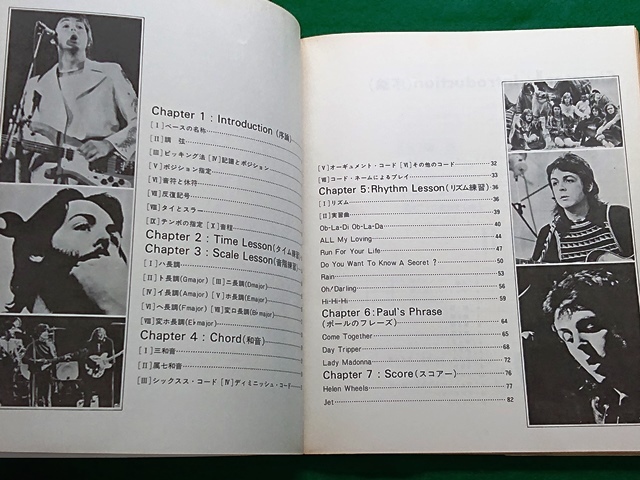 Chapter 1 : Introduction (序論)
[Ⅰ]ベースの名称
[Ⅱ]調 弦
[Ⅲ]ピッキング法 [Ⅳ]記譜とポジション
[Ⅴ]ポジション指定
[Ⅵ]音符と休符
[Ⅶ]反復記号
[Ⅷ]タイとスラー
[Ⅸ]テンポの指定 [Ⅹ]音程
Chapter 2 : Time Lesson(タイム練習)
Chapter 3 : Scale Lesson(音階練習)
[Ⅰ]ハ長調
[Ⅱ]ト長調(Gmajor) [Ⅲ]ニ長調(Dmajor)
[Ⅳ]イ長調(Amajor) [Ⅴ]ホ長調(Emajor)
[Ⅵ]ヘ長調(Fmajor) [Ⅶ]変ロ長調(B♭major)
[Ⅷ]変ホ長調(E♭major)
Chapter 4 : Chord(和音)
[Ⅰ]三和音
[Ⅱ]属七和音
[Ⅲ]シックスス・コード [Ⅳ]ディミニッシュ・コード
[Ⅴ]オーギュメント・コード [Ⅵ]その他のコード 32
[Ⅶ]コード・ネームによるプレイ 33
Chapter 5:Rhythm Lesson(リズム練習) 36
[Ⅰ]リズム 36
[Ⅱ]実習曲 39
Ob-La-Di Ob-La-Da 40
ALL My Loving 44
Run For Your Life 47
Do You Want To Know A Secret? 50
Rain 53
Oh!Darling 56
Hi-Hi-Hi 59
Chapter 6:Paul's Phrase
(ポールのフレーズ) 64
Come Together 65
Day Tripper 68
Lady Madonna 72
Chapter 7 : Score(スコアー) 76
Helen Wheels 77
Jet 82